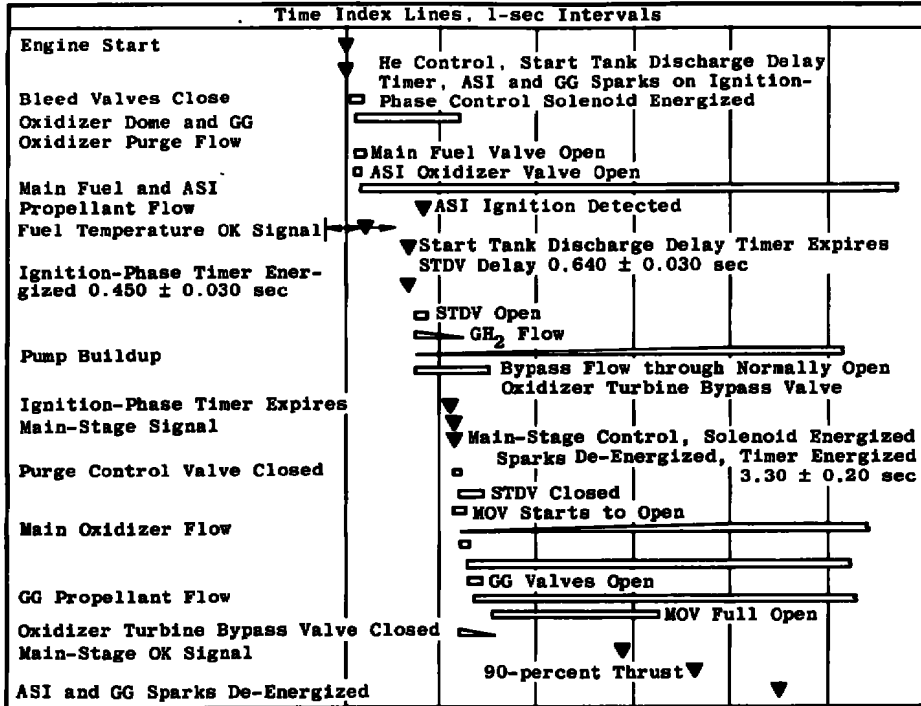 Time Index Lines, 1-sec Intervals
Engine Start
He Control, Start Tank Discharge Delay
Timer, ASI and GG Sparks on Ignition-
Phase Control Solenoid Energized
Bleed Valves Close
Oxidizer Dome and GG
Oxidizer Purge Flow
Main Fuel Valve Open
ASI Oxidizer Valve Open
Main Fuel and ASI
Propellant Flow
ASI Ignition Detected
Fuel Temperature OK Signal
Start Tank Discharge Delay Timer Expires
STDV Delay 0.640 ± 0.030 sec
Ignition-Phase Timer Ener-
gized 0.450 ± 0.030 sec
STDV Open
GH2 Flow
Pump Buildup
Bypass Flow through Normally Open
Oxidizer Turbine Bypass Valve
Ignition-Phase Timer Expires
Main-Stage Signal
Main-Stage Control, Solenoid Energized
Sparks De-Energized, Timer Energized
3.30 ± 0.20 sec
Purge Control Valve Closed
STDV Closed
MOV Starts to Open
Main Oxidizer Flow
GG Valves Open
GG Propellant Flow
MOV Full Open
Oxidizer Turbine Bypass Valve Closed
Main-Stage OK Signal
90-percent Thrust
ASI and GG Sparks De-Energized